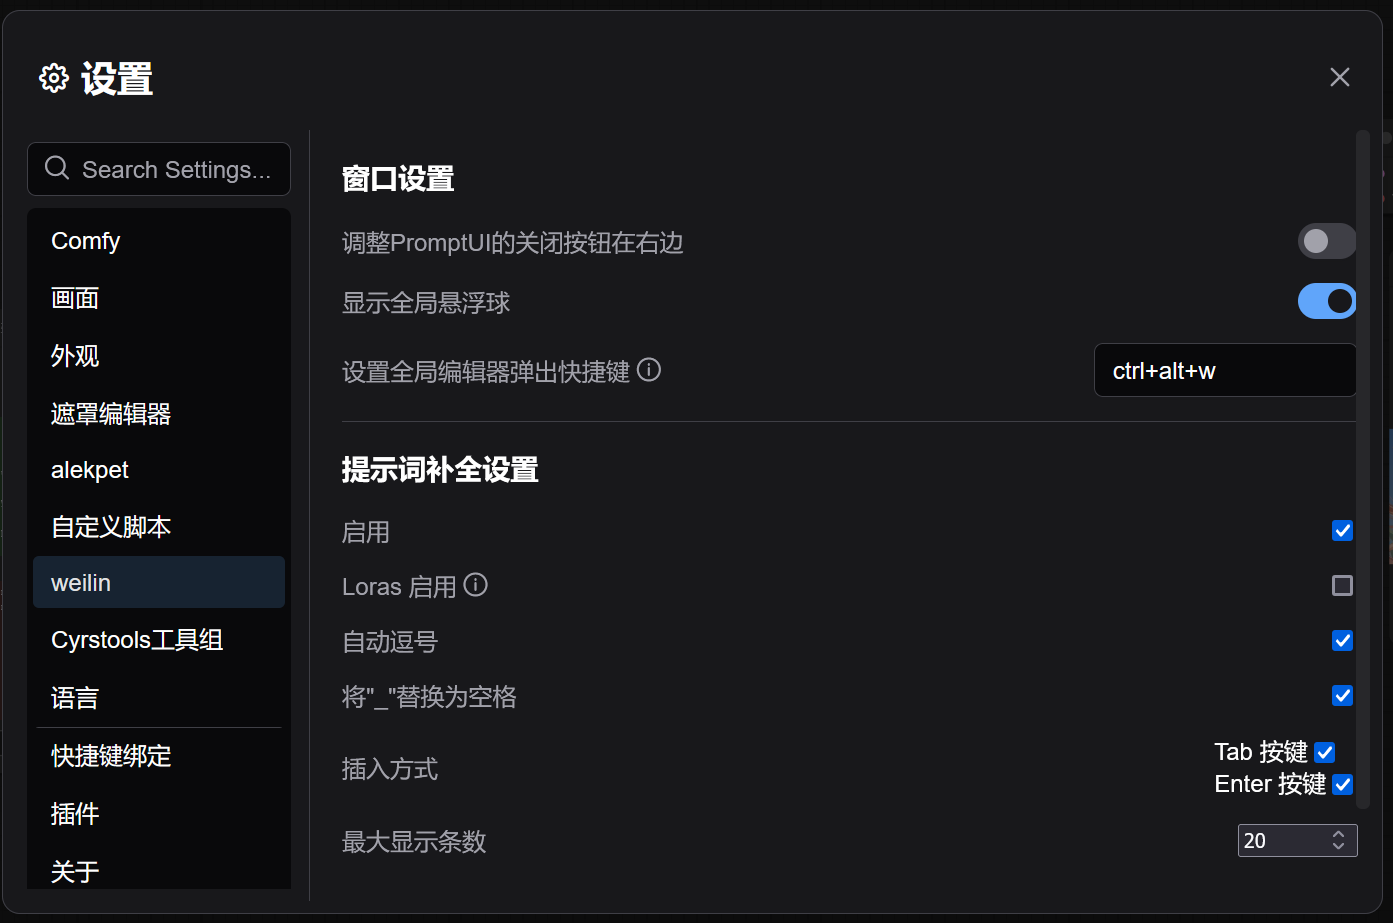 设置
Search Settings...
Comfy
画面
外观
遮罩编辑器
alekpet
自定义脚本
weilin
Cyrstools工具组
语言
快捷键绑定
插件
关于
窗口设置
调整PromptUI的关闭按钮在右边
显示全局悬浮球
设置全局编辑器弹出快捷键
ctrl+alt+w
提示词补全设置
启用
Loras 启用
自动逗号
将"_"替换为空格
插入方式
Tab 按键
Enter 按键
最大显示条数
20